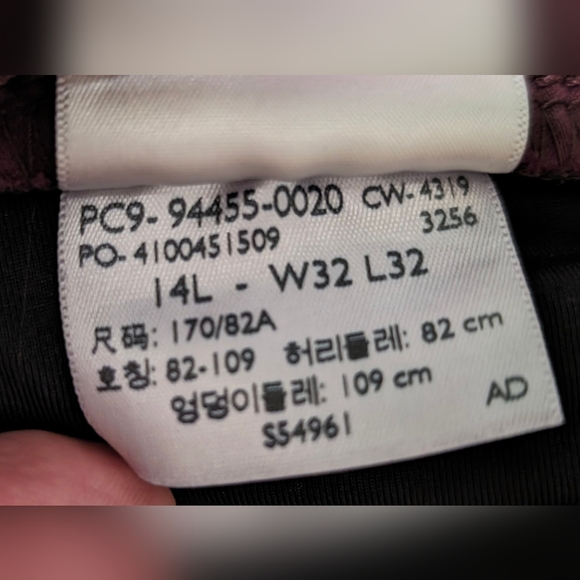 PC9-94455-0020 CW-4319
PO-4100451509 3256
14L - W32 L32
尺码: 170/82A
호칭: 82-109 허리둘레: 82 cm
엉덩이둘레: 109 cm
S54961 AD